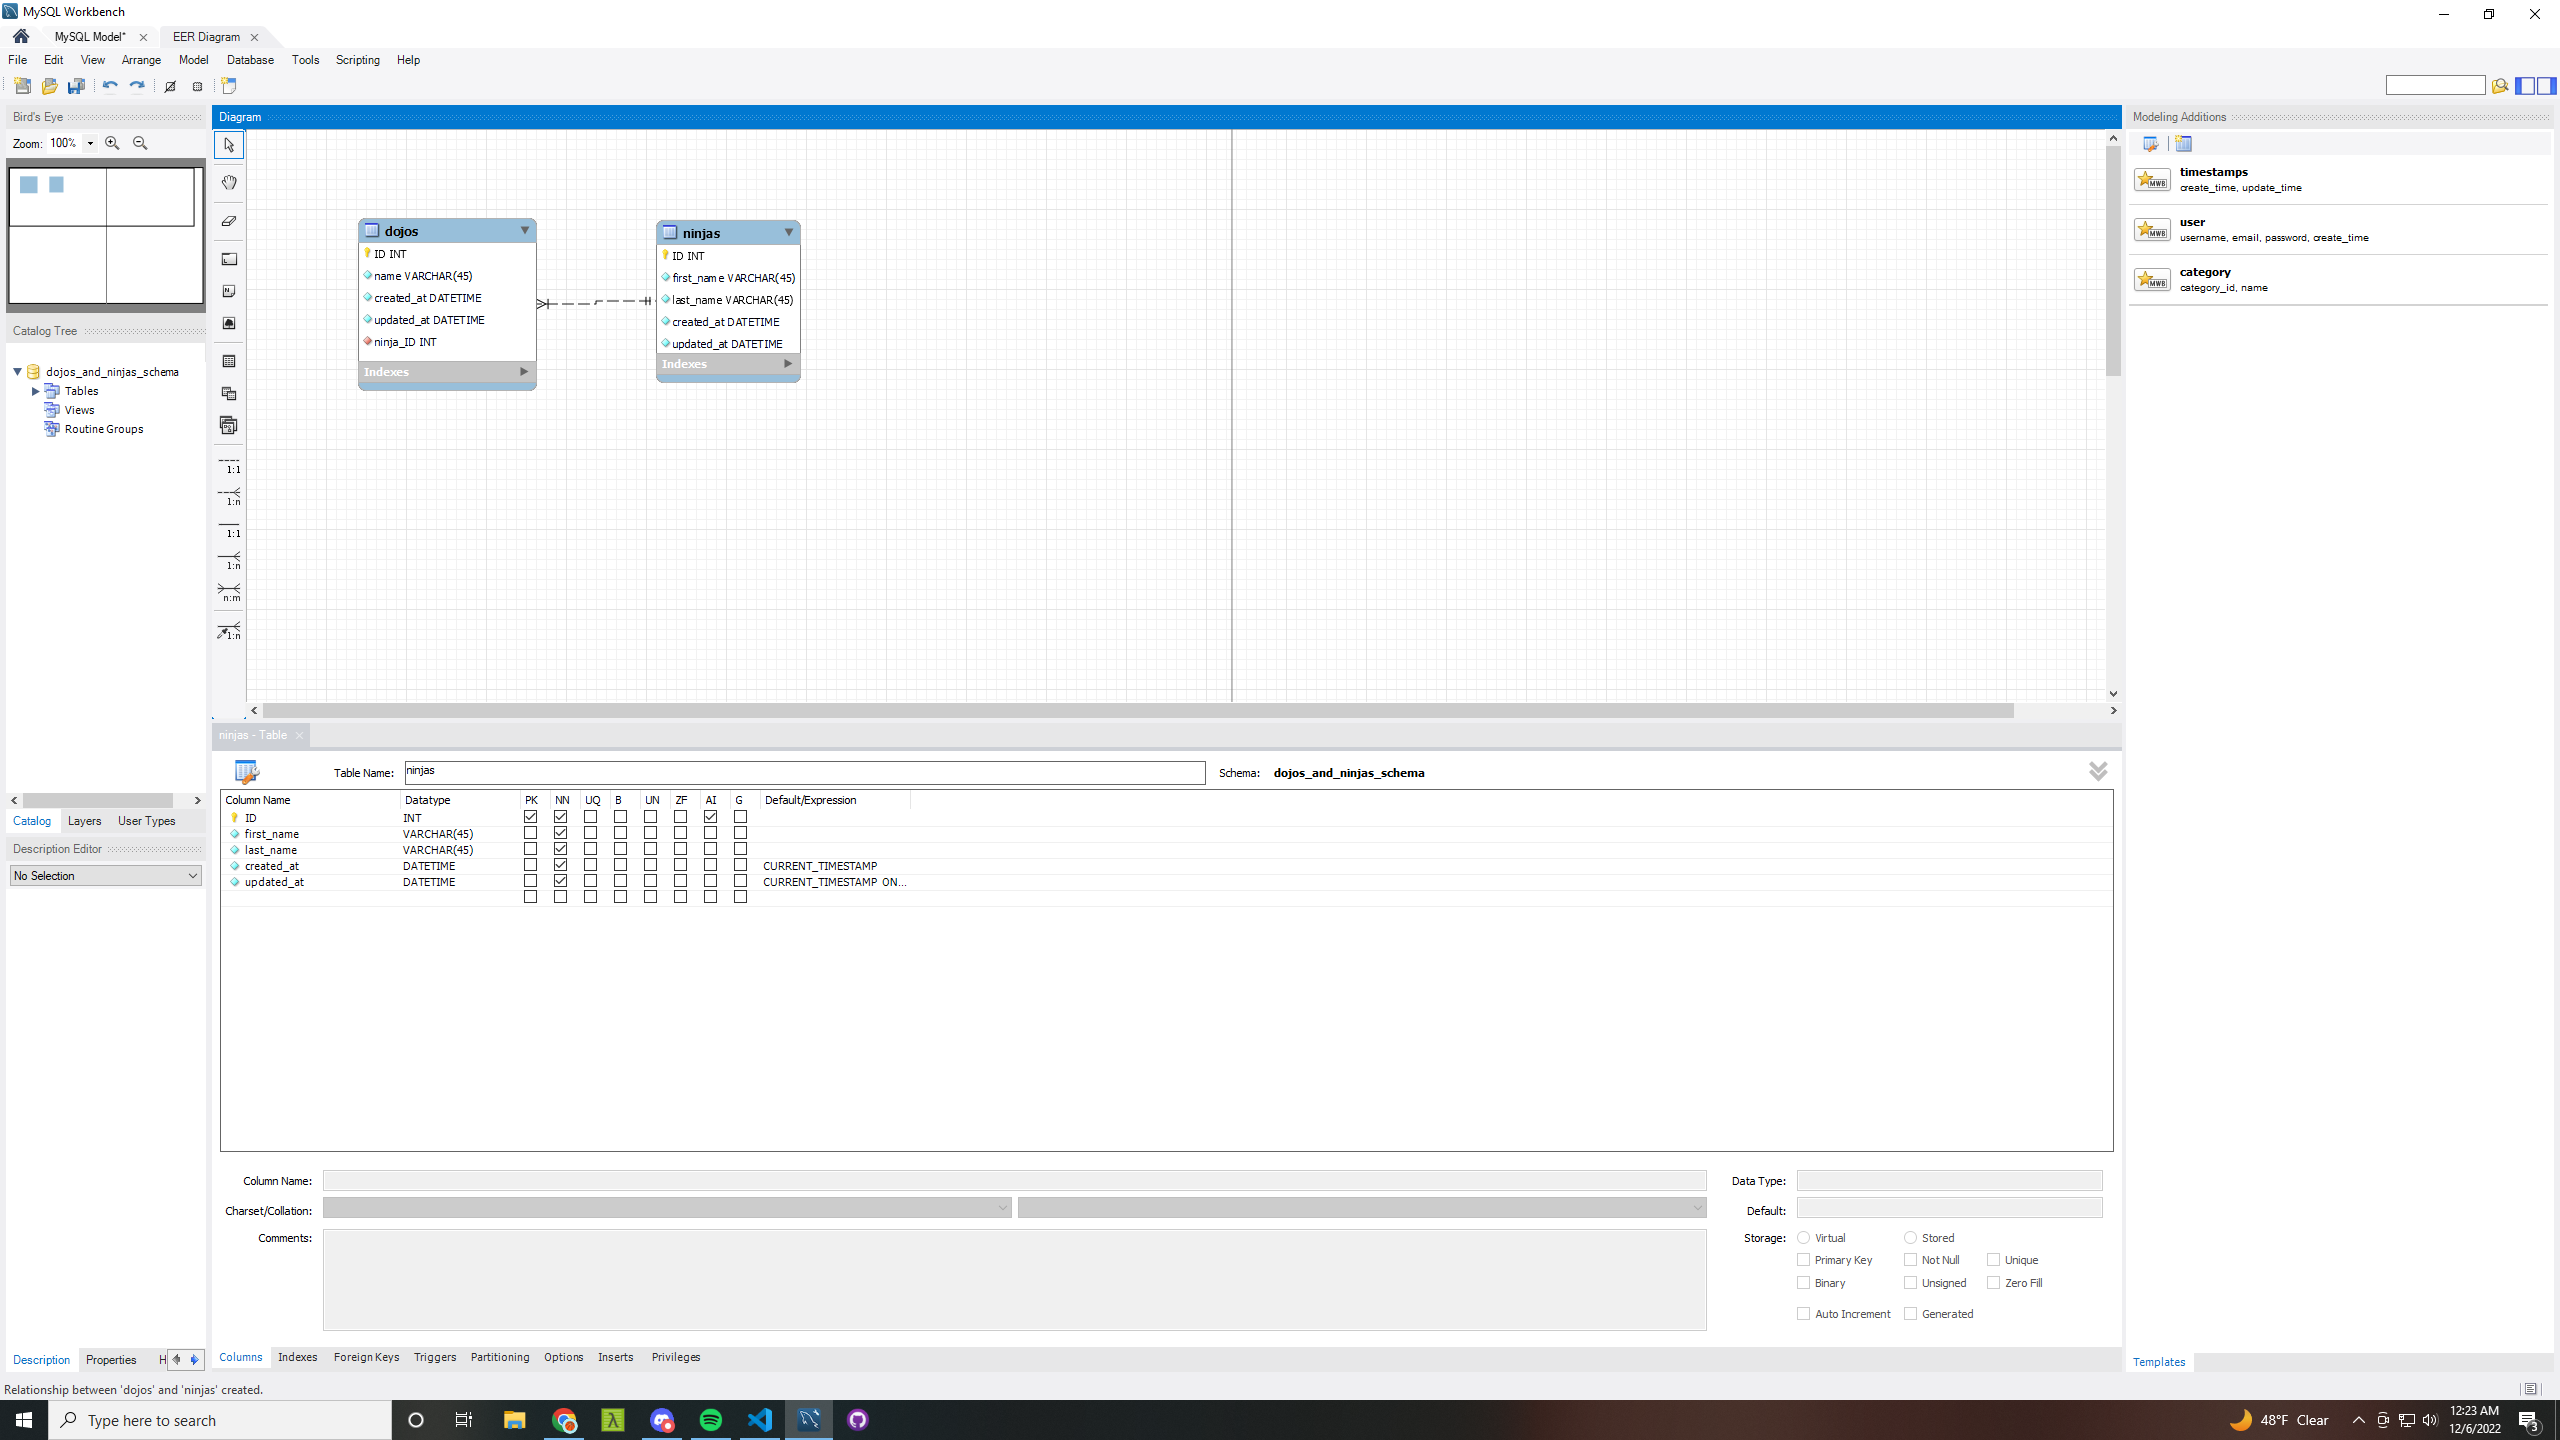 MySQL Workbench
MySQL Model*
EER Diagram
File Edit View Arrange Model Database Tools Scripting Help
Bird's Eye
Zoom: 100%
Catalog Tree
dojos_and_ninjas_schema
Tables
Views
Routine Groups
Catalog Layers User Types
Description Editor
No Selection
Description Properties H
Diagram
1:1
1:n
1:1
1:n
n:m
1:n
dojos
ID INT
name VARCHAR(45)
created_at DATETIME
updated_at DATETIME
ninja_ID INT
Indexes
ninjas
ID INT
first_name VARCHAR(45)
last_name VARCHAR(45)
created_at DATETIME
updated_at DATETIME
Indexes
ninjas - Table
Table Name: ninjas Schema: dojos_and_ninjas_schema
Column Name Datatype PK NN UQ B UN ZF AI G Default/Expression
ID INT
first_name VARCHAR(45)
last_name VARCHAR(45)
created_at DATETIME CURRENT_TIMESTAMP
updated_at DATETIME CURRENT_TIMESTAMP ON...
Column Name: Data Type:
Charset/Collation: Default:
Comments: Storage: Virtual Stored
Primary Key Not Null Unique
Binary Unsigned Zero Fill
Auto Increment Generated
Columns Indexes Foreign Keys Triggers Partitioning Options Inserts Privileges
Modeling Additions
MWB
timestamps
create_time, update_time
MWB
user
username, email, password, create_time
MWB
category
category_id, name
Templates
Relationship between 'dojos' and 'ninjas' created.
Type here to search
48°F Clear
12:23 AM
12/6/2022
3